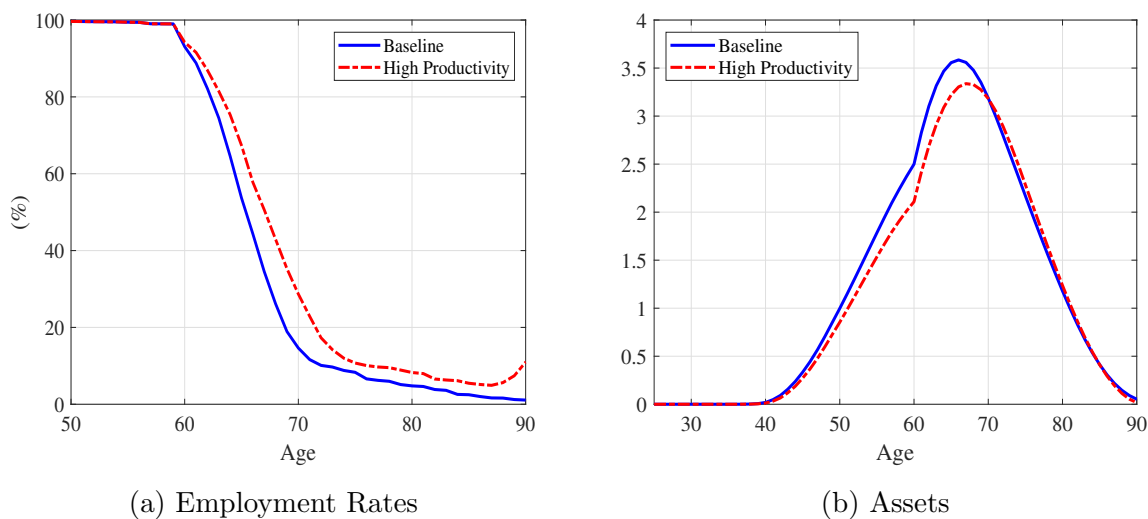 100
80
60
40
20
0
(%)
50 60 70 80 90
Age
Baseline
High Productivity
(a) Employment Rates
4
3.5
3
2.5
2
1.5
1
0.5
0
30 40 50 60 70 80 90
Age
Baseline
High Productivity
(b) Assets